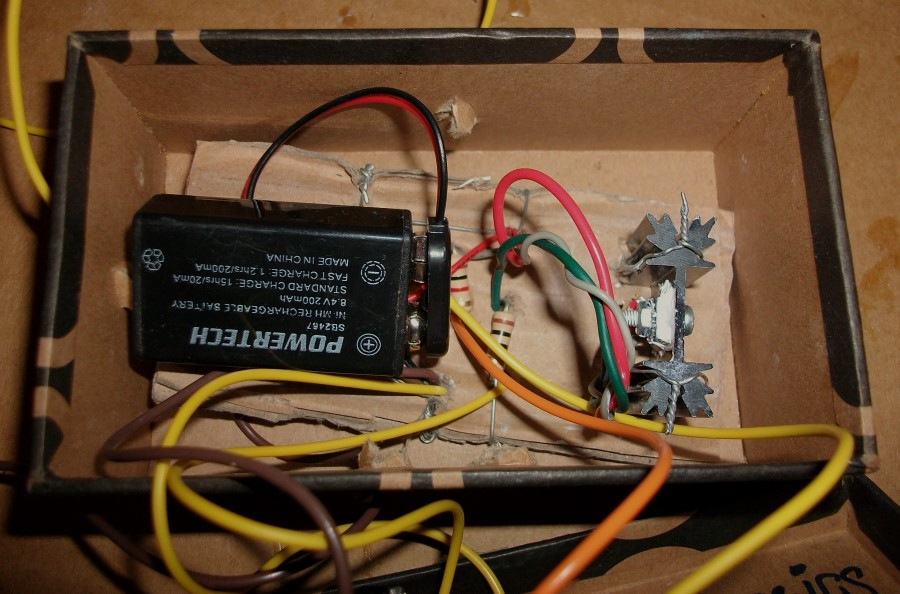 POWERTECH
SB2467
Ni-MH RECHARGEABLE BATTERY
8.4V 200mAh
STANDARD CHARGE: 15hrs/20mA
FAST CHARGE: 1.2hrs/200mA
MADE IN CHINA